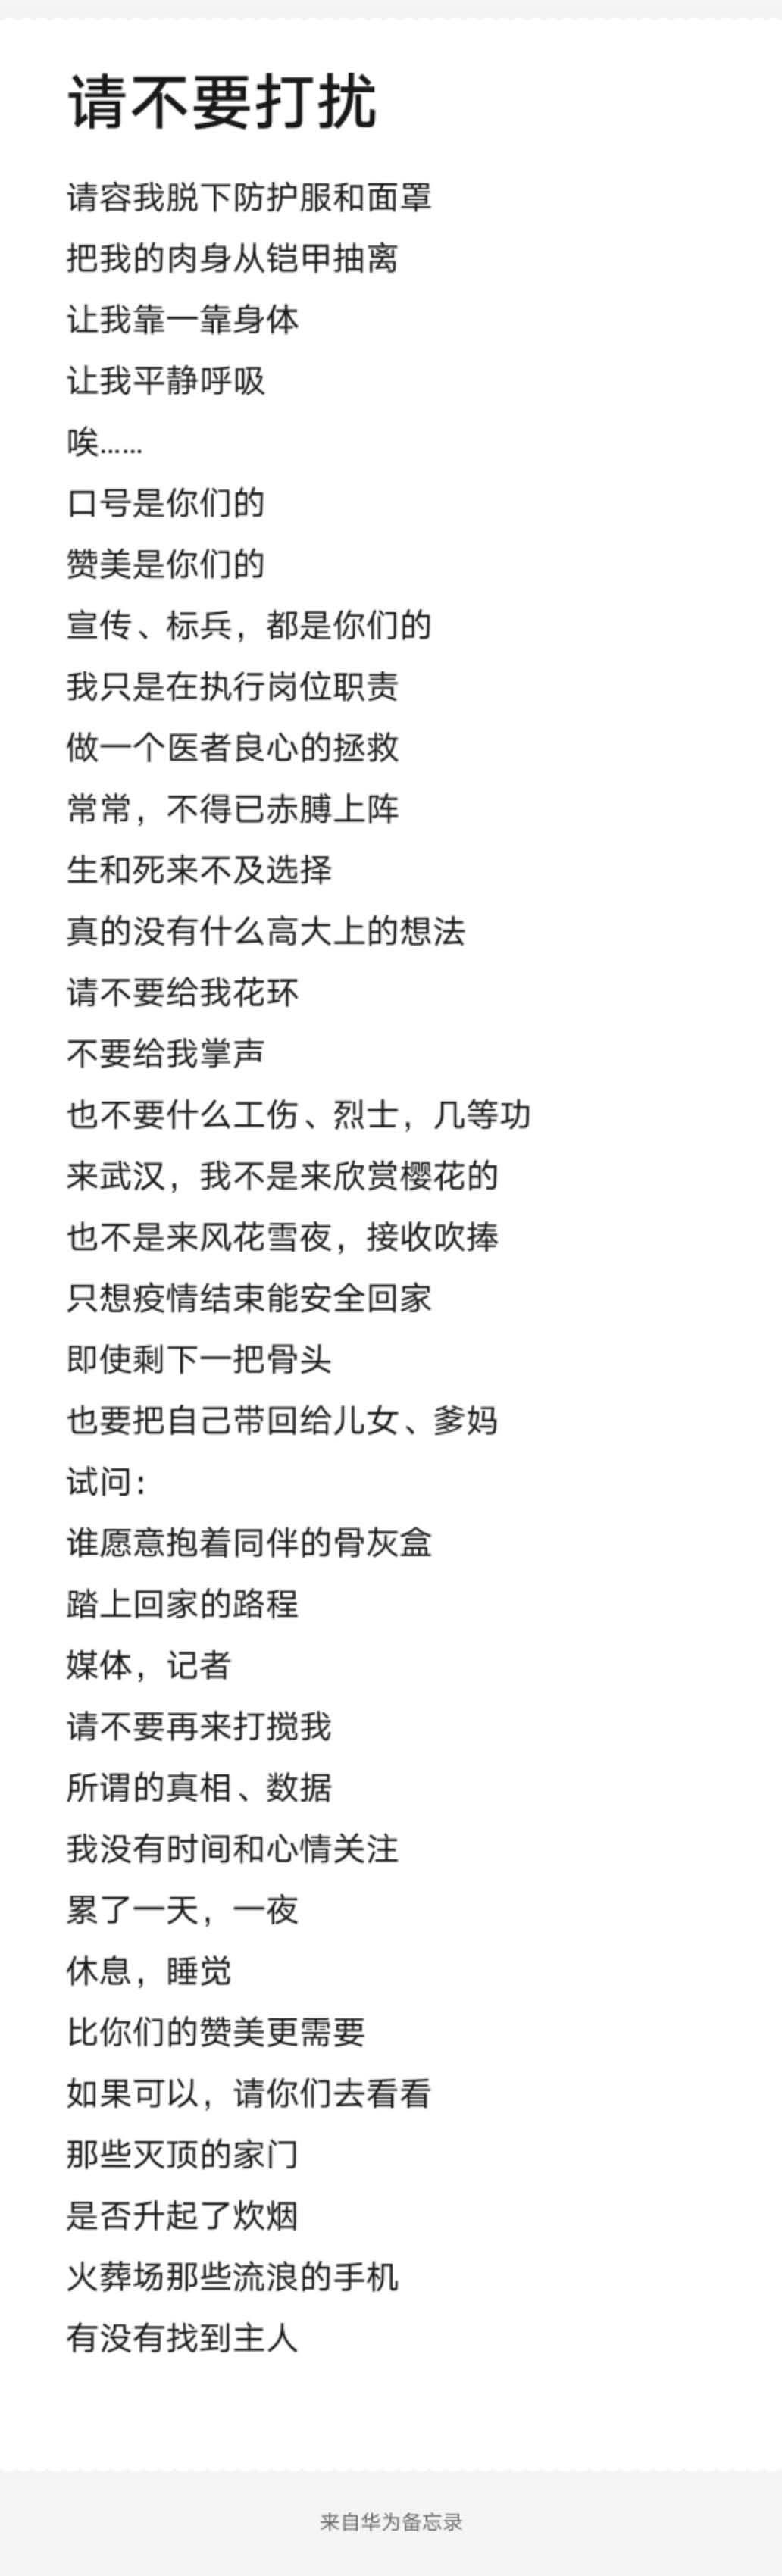 请不要打扰
请容我脱下防护服和面罩
把我的肉身从铠甲抽离
让我靠一靠身体
让我平静呼吸
唉……
口号是你们的
赞美是你们的
宣传、标兵，都是你们的
我只是在执行岗位职责
做一个医者良心的拯救
常常，不得已赤膊上阵
生和死来不及选择
真的没有什么高大上的想法
请不要给我花环
不要给我掌声
也不要什么工伤、烈士，几等功
来武汉，我不是来欣赏樱花的
也不是来风花雪夜，接收吹捧
只想疫情结束能安全回家
即使剩下一把骨头
也要把自己带回给儿女、爹妈
试问：
谁愿意抱着同伴的骨灰盒
踏上回家的路程
媒体，记者
请不要再来打搅我
所谓的真相、数据
我没有时间和心情关注
累了一天，一夜
休息，睡觉
比你们的赞美更需要
如果可以，请你们去看看
那些灭顶的家门
是否升起了炊烟
火葬场那些流浪的手机
有没有找到主人
来自华为备忘录